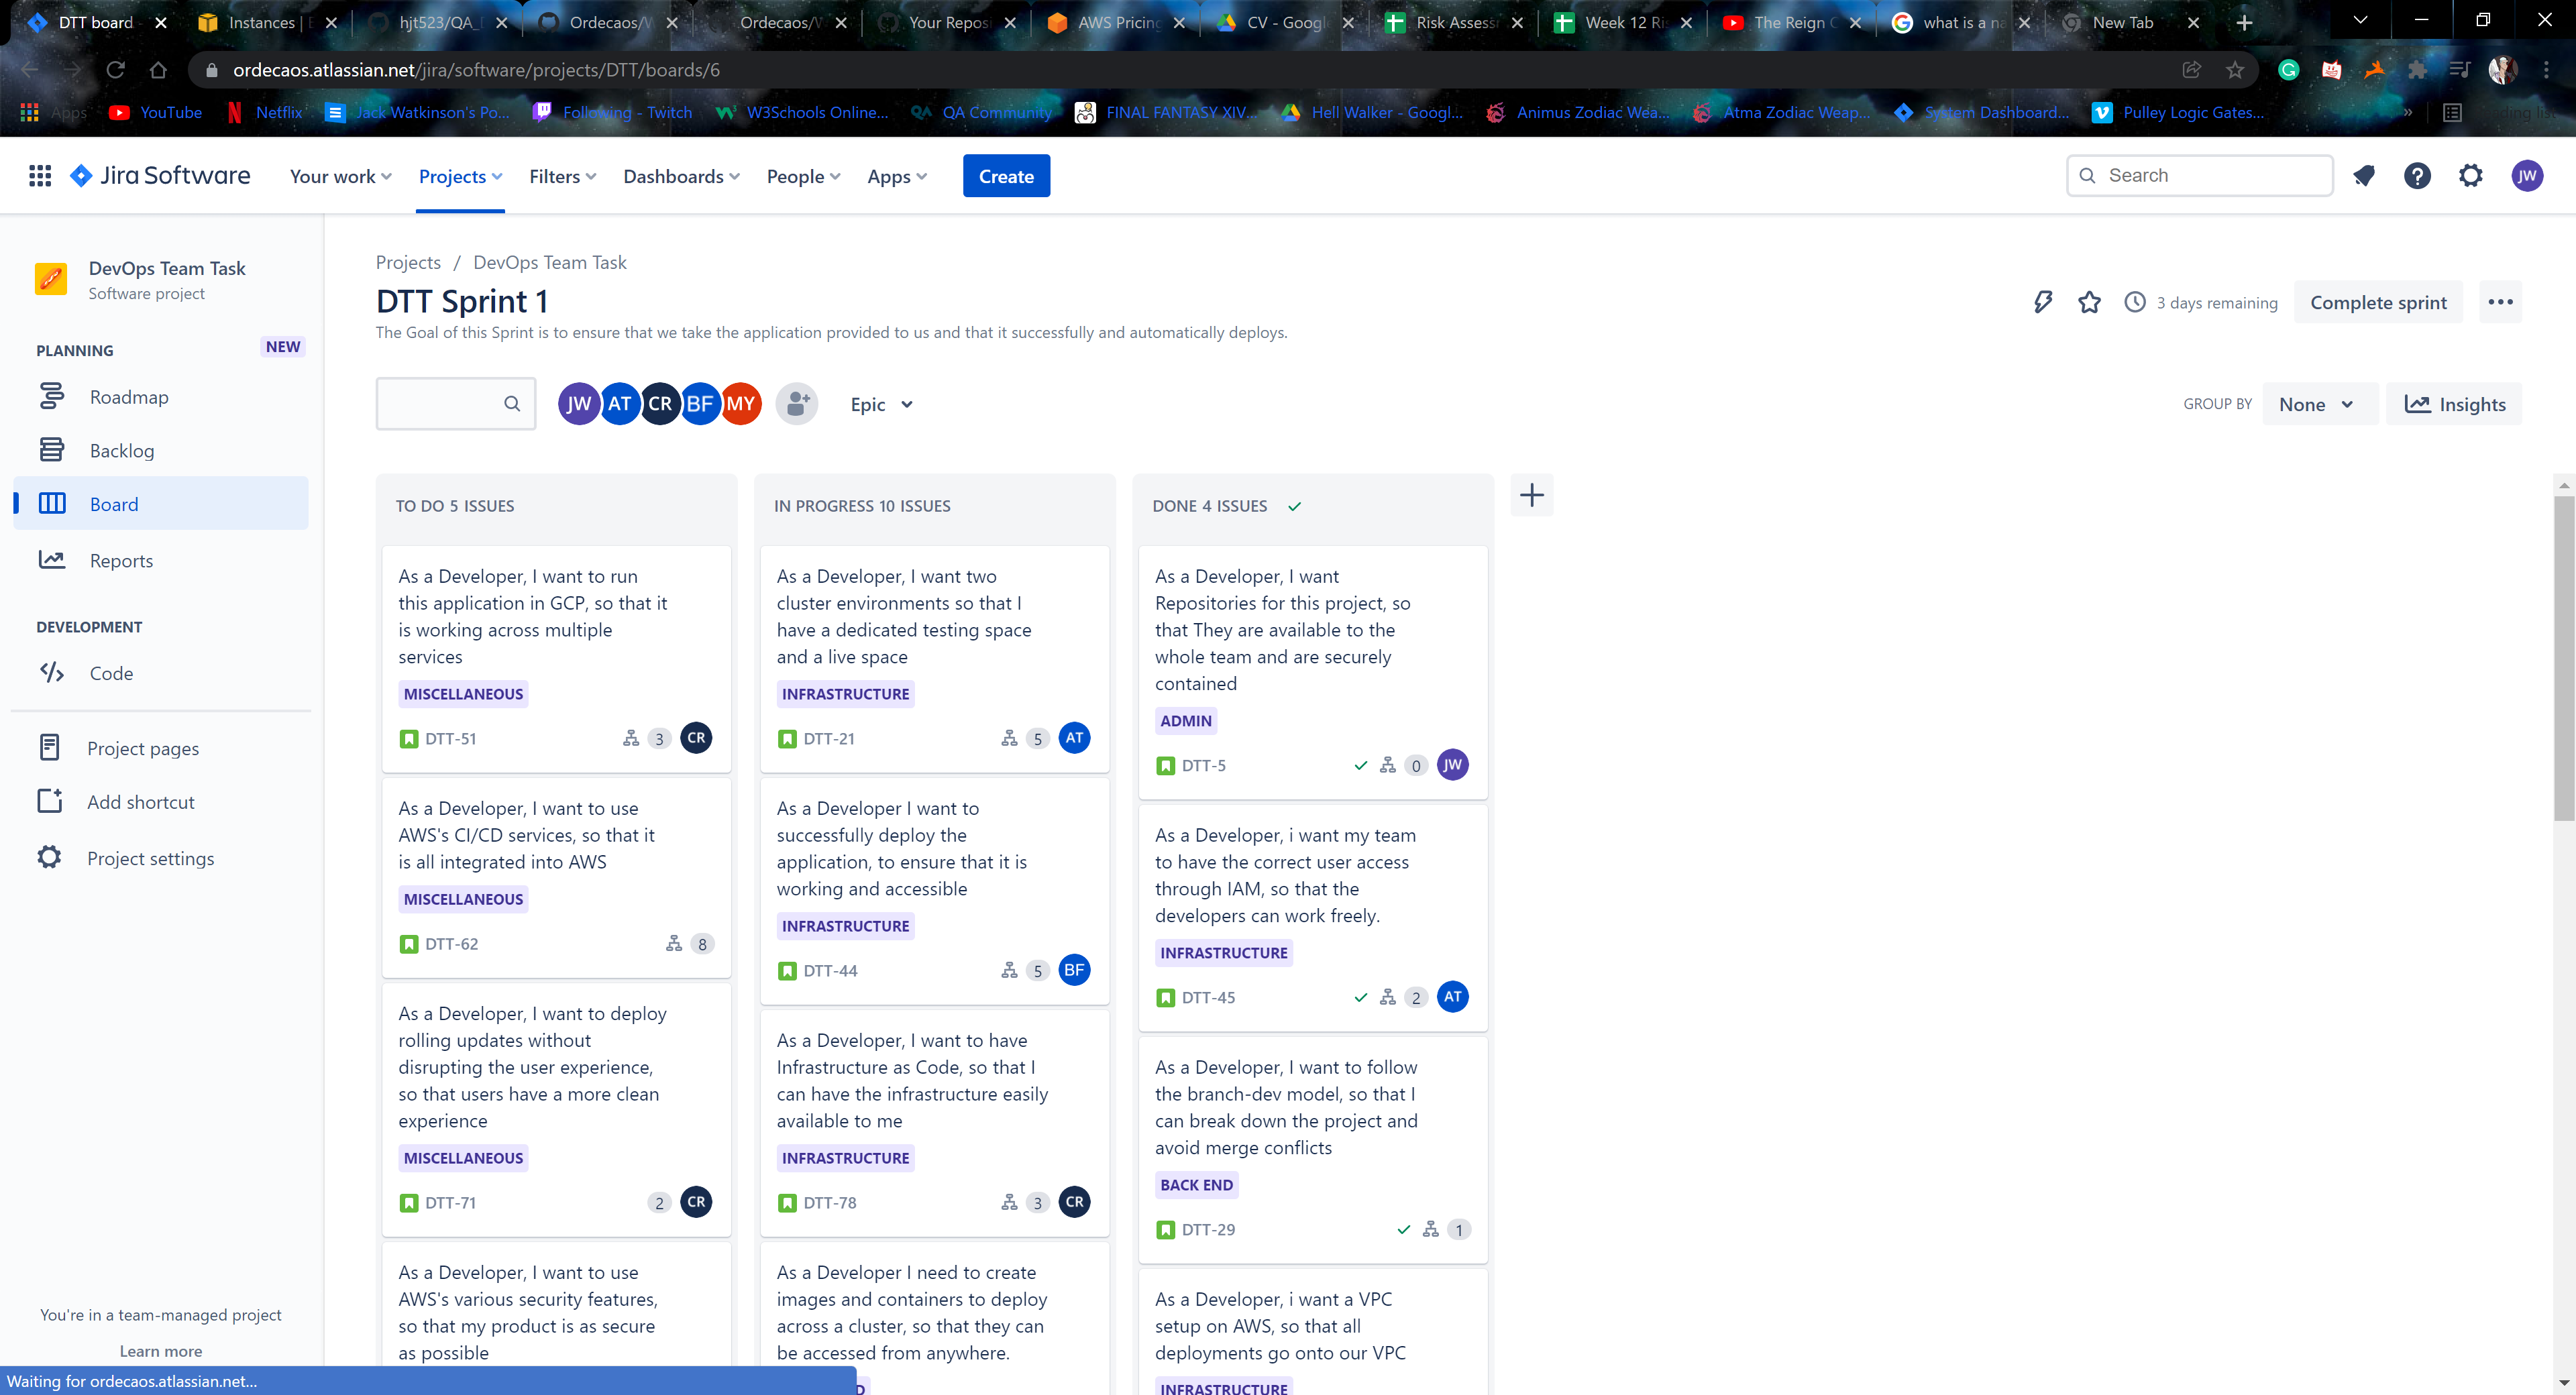 DTT board
Instances | E
hjt523/QA_D
Ordecaos/V
Ordecaos/V
Your Reposi
AWS Pricing
CV - Googl
Risk Assess
Week 12 Ri
The Reign C
what is a na
New Tab
ordecaos.atlassian.net/jira/software/projects/DTT/boards/6
Apps
YouTube
Netflix
Jack Watkinson's Po...
Following - Twitch
W3Schools Online...
QA Community
FINAL FANTASY XIV...
Hell Walker - Googl...
Animus Zodiac Wea...
Atma Zodiac Weap...
System Dashboard...
Pulley Logic Gates...
»
Jira Software
Your work
Projects
Filters
Dashboards
People
Apps
Create
Search
JW
DevOps Team Task
Software project
PLANNING
NEW
Roadmap
Backlog
Board
Reports
DEVELOPMENT
Code
Project pages
Add shortcut
Project settings
You're in a team-managed project
Learn more
Projects / DevOps Team Task
DTT Sprint 1
The Goal of this Sprint is to ensure that we take the application provided to us and that it successfully and automatically deploys.
3 days remaining
Complete sprint
JW AT CR BF MY
Epic
GROUP BY
None
Insights
TO DO 5 ISSUES
As a Developer, I want to run
this application in GCP, so that it
is working across multiple
services
MISCELLANEOUS
DTT-51
3
CR
As a Developer, I want to use
AWS's CI/CD services, so that it
is all integrated into AWS
MISCELLANEOUS
DTT-62
8
As a Developer, I want to deploy
rolling updates without
disrupting the user experience,
so that users have a more clean
experience
MISCELLANEOUS
DTT-71
2
CR
As a Developer, I want to use
AWS's various security features,
so that my product is as secure
as possible
IN PROGRESS 10 ISSUES
As a Developer, I want two
cluster environments so that I
have a dedicated testing space
and a live space
INFRASTRUCTURE
DTT-21
5
AT
As a Developer I want to
successfully deploy the
application, to ensure that it is
working and accessible
INFRASTRUCTURE
DTT-44
5
BF
As a Developer, I want to have
Infrastructure as Code, so that I
can have the infrastructure easily
available to me
INFRASTRUCTURE
DTT-78
3
CR
As a Developer I need to create
images and containers to deploy
across a cluster, so that they can
be accessed from anywhere.
DONE 4 ISSUES
As a Developer, I want
Repositories for this project, so
that They are available to the
whole team and are securely
contained
ADMIN
DTT-5
0
JW
As a Developer, i want my team
to have the correct user access
through IAM, so that the
developers can work freely.
INFRASTRUCTURE
DTT-45
2
AT
As a Developer, I want to follow
the branch-dev model, so that I
can break down the project and
avoid merge conflicts
BACK END
DTT-29
1
As a Developer, i want a VPC
setup on AWS, so that all
deployments go onto our VPC
INFRASTRUCTURE
Waiting for ordecaos.atlassian.net...